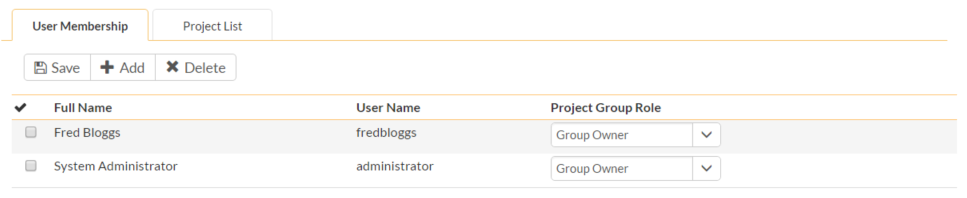 User Membership Project List
Save Add Delete
Full Name User Name Project Group Role
Fred Bloggs fredbloggs Group Owner
System Administrator administrator Group Owner